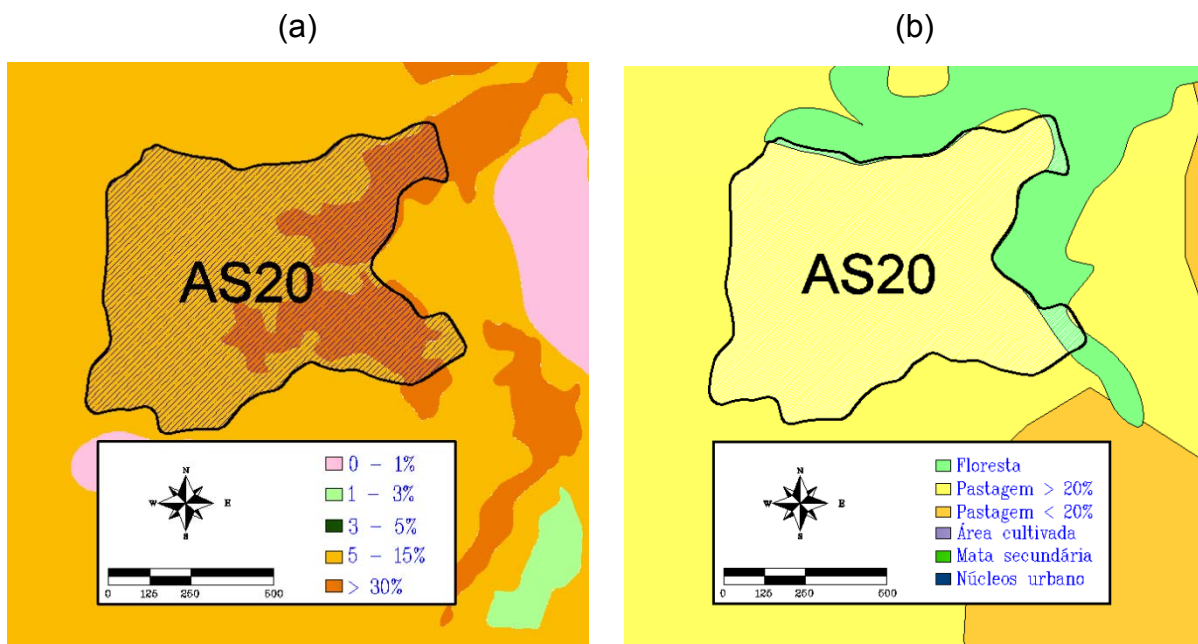 (a)
(b)
AS20
AS20
N
W E
S
0 - 1%
1 - 3%
3 - 5%
5 - 15%
> 30%
0 125 250 500
N
W E
S
Floresta
Pastagem > 20%
Pastagem < 20%
Área cultivada
Mata secundária
Núcleos urbano
0 125 250 500